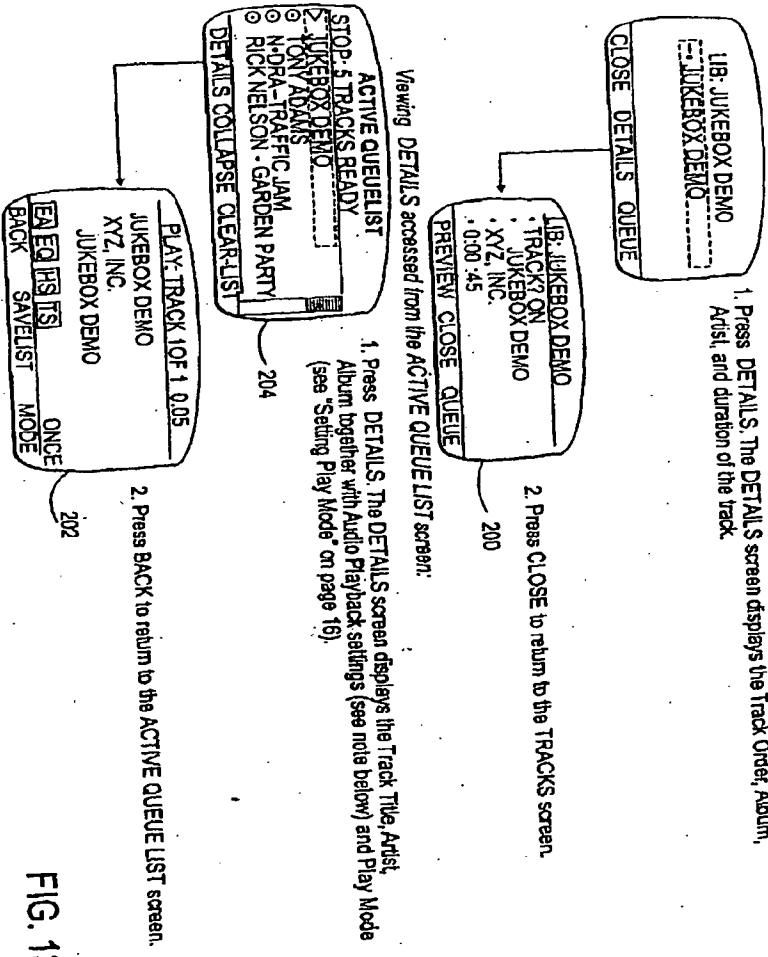 LIB: JUKEBOX DEMO
JUKEBOX DEMO
CLOSE DETAILS QUEUE
1. Press DETAILS. The DETAILS screen displays the Track Order, Album,
Artist, and duration of the track.
LIB: JUKEBOX DEMO
· TRACK? ON
JUKEBOX DEMO
· XYZ, INC.
· 0:00 :45
PREVIEW CLOSE QUEUE
200
2. Press CLOSE to return to the TRACKS screen.
Viewing DETAILS accessed from the ACTIVE QUEUE LIST screen:
ACTIVE QUEUELIST
STOP: 5 TRACKS READY
JUKEBOX DEMO
TONY ADAMS
N•DRA-TRAFFIC JAM
RICK NELSON - GARDEN PARTY
DETAILS COLLAPSE CLEAR-LIST
204
1. Press DETAILS. The DETAILS screen displays the Track Title, Artist,
Album together with Audio Playback settings (see note below) and Play Mode
(see "Setting Play Mode" on page 16).
PLAY: TRACK 1OF 1 0.05
JUKEBOX DEMO
XYZ, INC.
JUKEBOX DEMO
EA EQ HS TS ONCE
BACK SAVELIST MODE
202
2. Press BACK to return to the ACTIVE QUEUE LIST screen.
FIG.